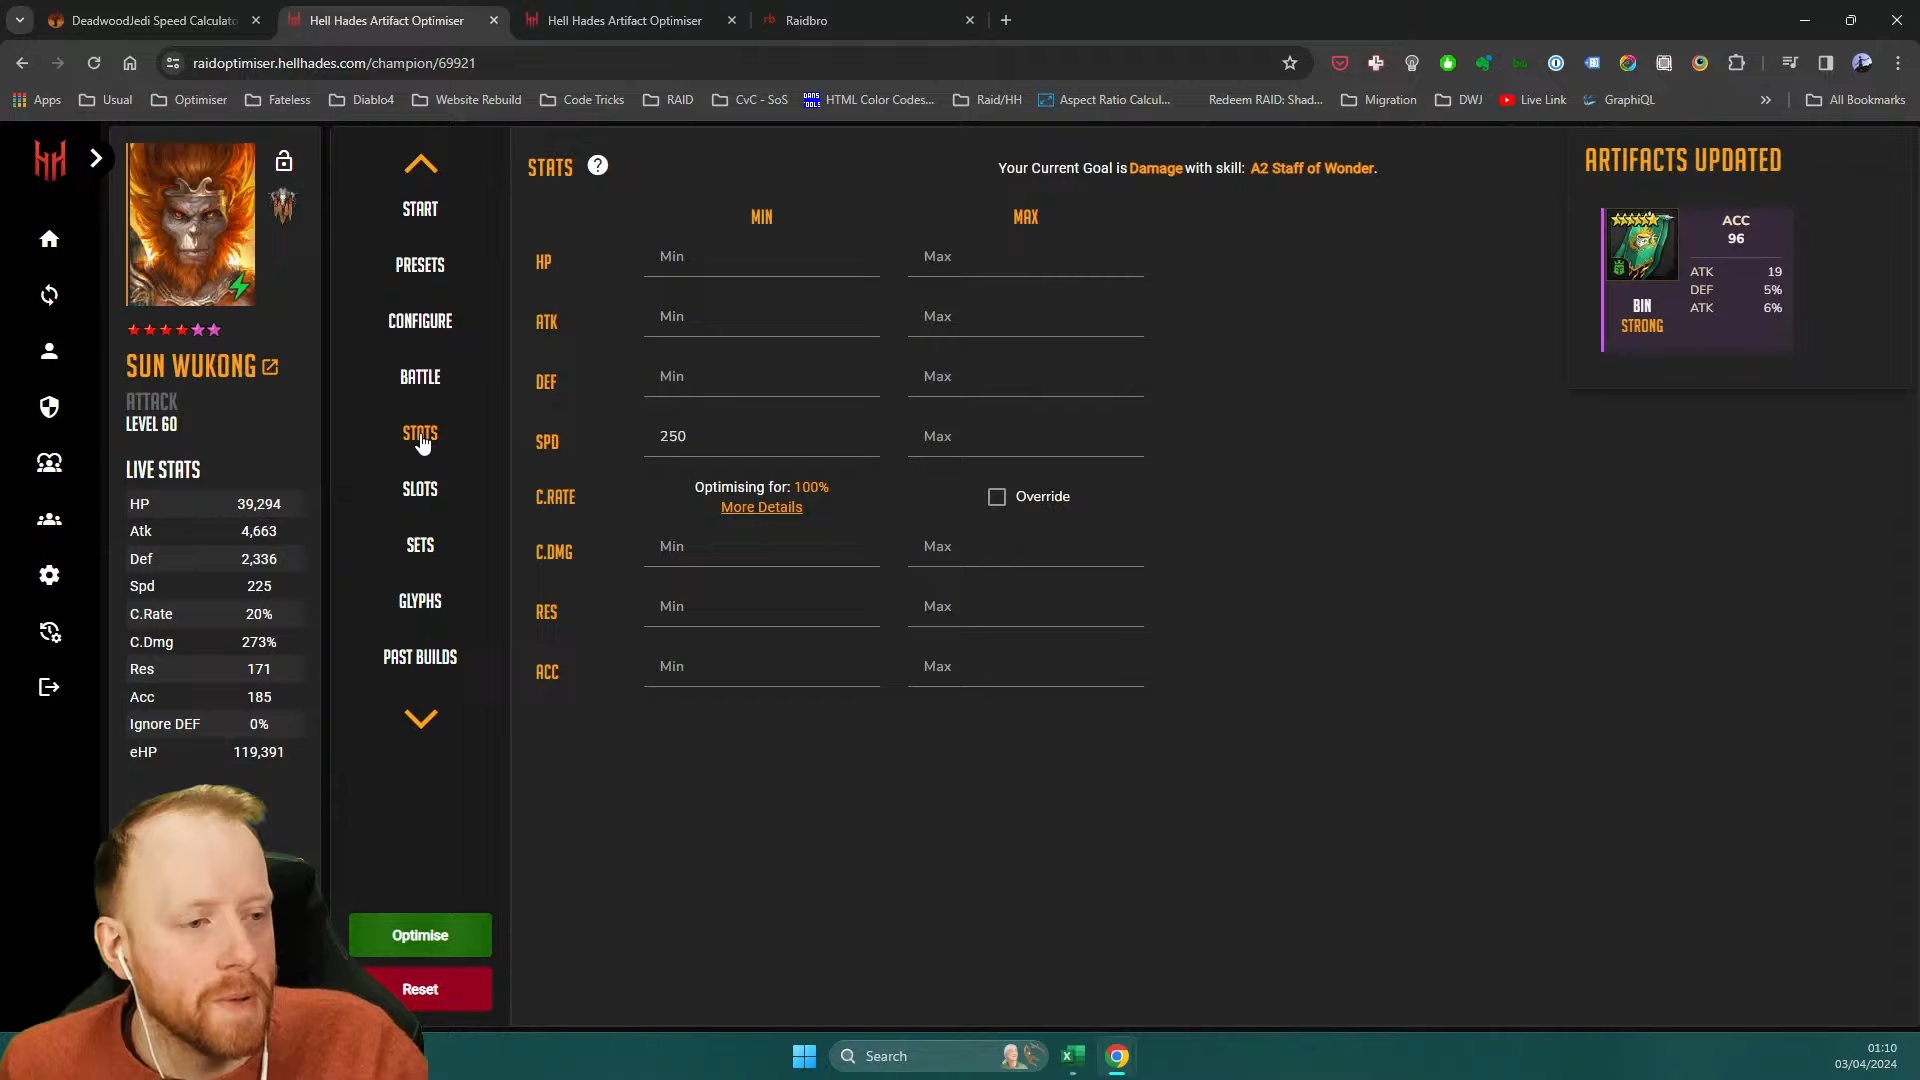 DeadwoodJedi Speed Calculato
Hell Hades Artifact Optimiser
Hell Hades Artifact Optimiser
Raidbro
raidoptimiser.hellhades.com/champion/69921
Apps
Usual
Optimiser
Fateless
Diablo4
Website Rebuild
Code Tricks
RAID
CvC - SoS
HTML Color Codes...
Raid/HH
Aspect Ratio Calcul...
Redeem RAID: Shad...
Migration
DWJ
Live Link
GraphiQL
All Bookmarks
SUN WUKONG
ATTACK
LEVEL 60
LIVE STATS
HP 39,294
Atk 4,663
Def 2,336
Spd 225
C.Rate 20%
C.Dmg 273%
Res 171
Acc 185
Ignore DEF 0%
eHP 119,391
START
PRESETS
CONFIGURE
BATTLE
STATS
SLOTS
SETS
GLYPHS
PAST BUILDS
Optimise
Reset
STATS ?
Your Current Goal is Damage with skill: A2 Staff of Wonder.
MIN MAX
HP Min Max
ATK Min Max
DEF Min Max
SPD 250 Max
C.RATE Optimising for: 100% Override
More Details
C.DMG Min Max
RES Min Max
ACC Min Max
ARTIFACTS UPDATED
ACC
96
ATK 19
DEF 5%
ATK 6%
BIN
STRONG
Search
01:10
03/04/2024